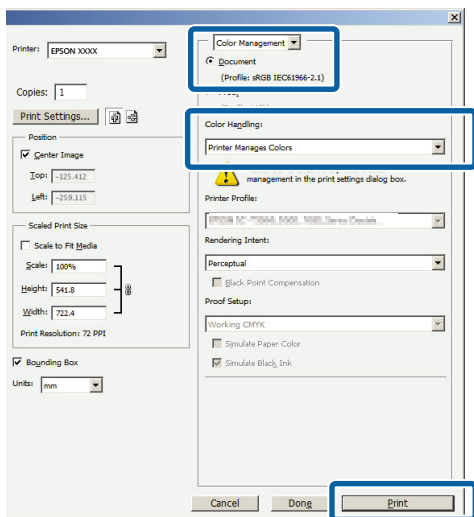 Printer: EPSON XXXX
Copies: 1
Print Settings...
Position
Center Image
Top: -125.412
Left: -259.115
Scaled Print Size
Scale to Fit Media
Scale: 100%
Height: 541.8
Width: 722.4
Print Resolution: 72 PPI
Bounding Box
Units: mm
Color Management
Document
(Profile: sRGB IEC61966-2.1)
Color Handling:
Printer Manages Colors
management in the print settings dialog box.
Printer Profile:
Rendering Intent:
Perceptual
Black Point Compensation
Proof Setup:
Working CMYK
Simulate Paper Color
Simulate Black Ink
Cancel
Done
Print